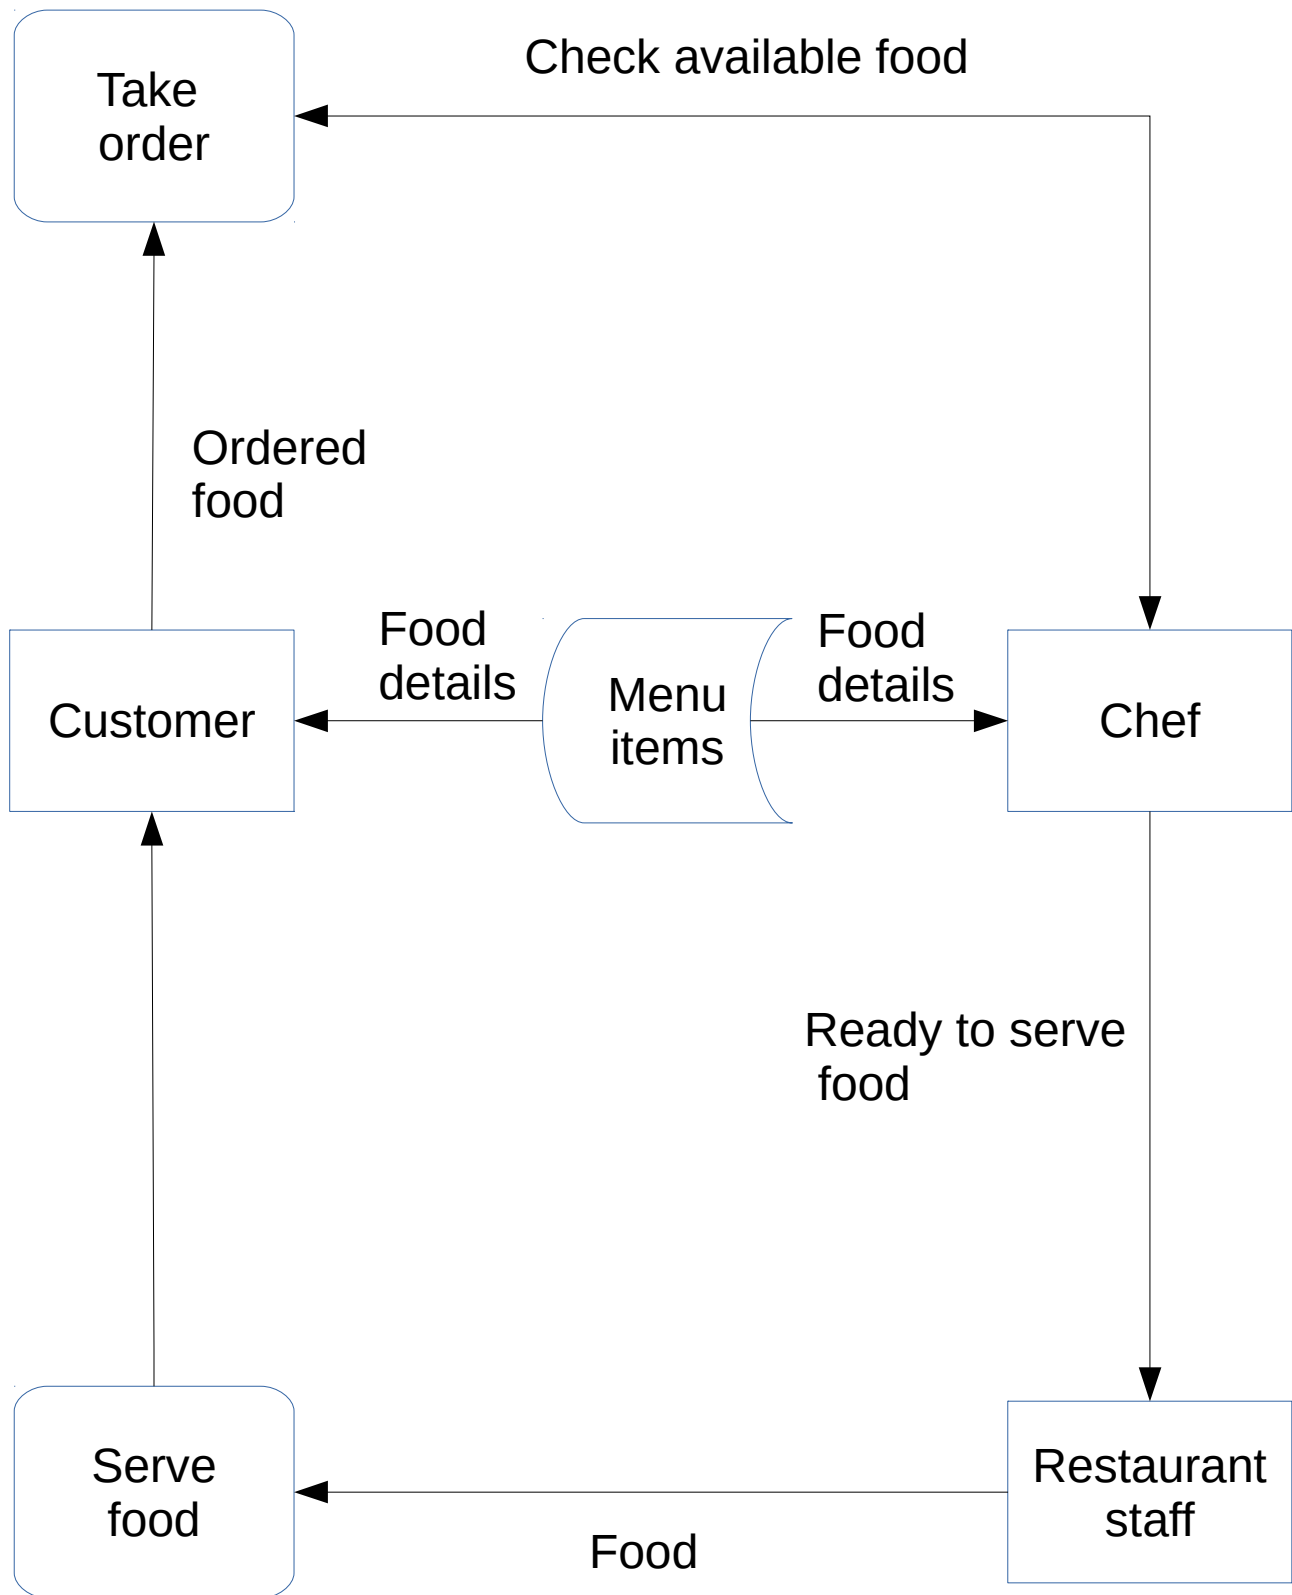 Check available food
Take
order
Ordered
food
Food
details
Food
details
Customer
Menu
items
Chef
Ready to serve
food
Serve
food
Restaurant
staff
Food